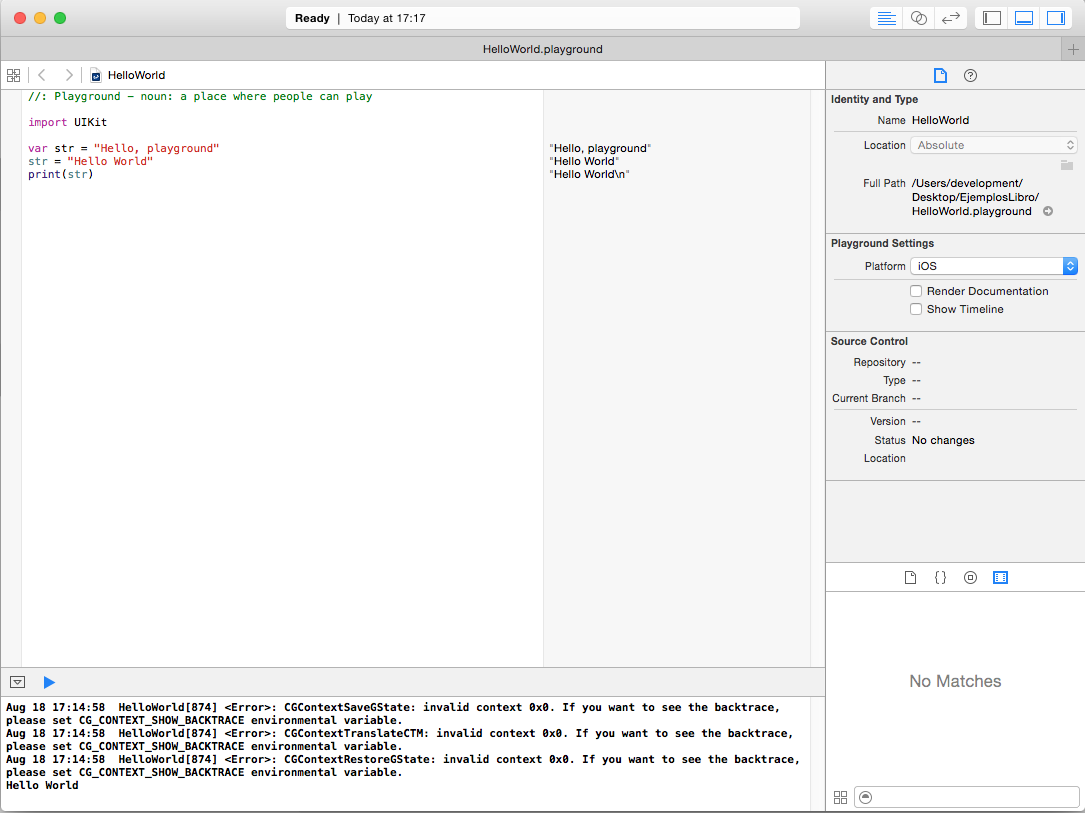 Ready | Today at 17:17
HelloWorld.playground
HelloWorld
//: Playground - noun: a place where people can play
import UIKit
var str = "Hello, playground"
str = "Hello World"
print(str)
"Hello, playground"
"Hello World"
"Hello World\n"
Identity and Type
Name HelloWorld
Location Absolute
Full Path /Users/development/
Desktop/EjemplosLibro/
HelloWorld.playground
Playground Settings
Platform iOS
Render Documentation
Show Timeline
Source Control
Repository --
Type --
Current Branch --
Version --
Status No changes
Location
No Matches
Aug 18 17:14:58  HelloWorld[874] <Error>: CGContextSaveGState: invalid context 0x0. If you want to see the backtrace,
please set CG_CONTEXT_SHOW_BACKTRACE environmental variable.
Aug 18 17:14:58  HelloWorld[874] <Error>: CGContextTranslateCTM: invalid context 0x0. If you want to see the backtrace,
please set CG_CONTEXT_SHOW_BACKTRACE environmental variable.
Aug 18 17:14:58  HelloWorld[874] <Error>: CGContextRestoreGState: invalid context 0x0. If you want to see the backtrace,
please set CG_CONTEXT_SHOW_BACKTRACE environmental variable.
Hello World